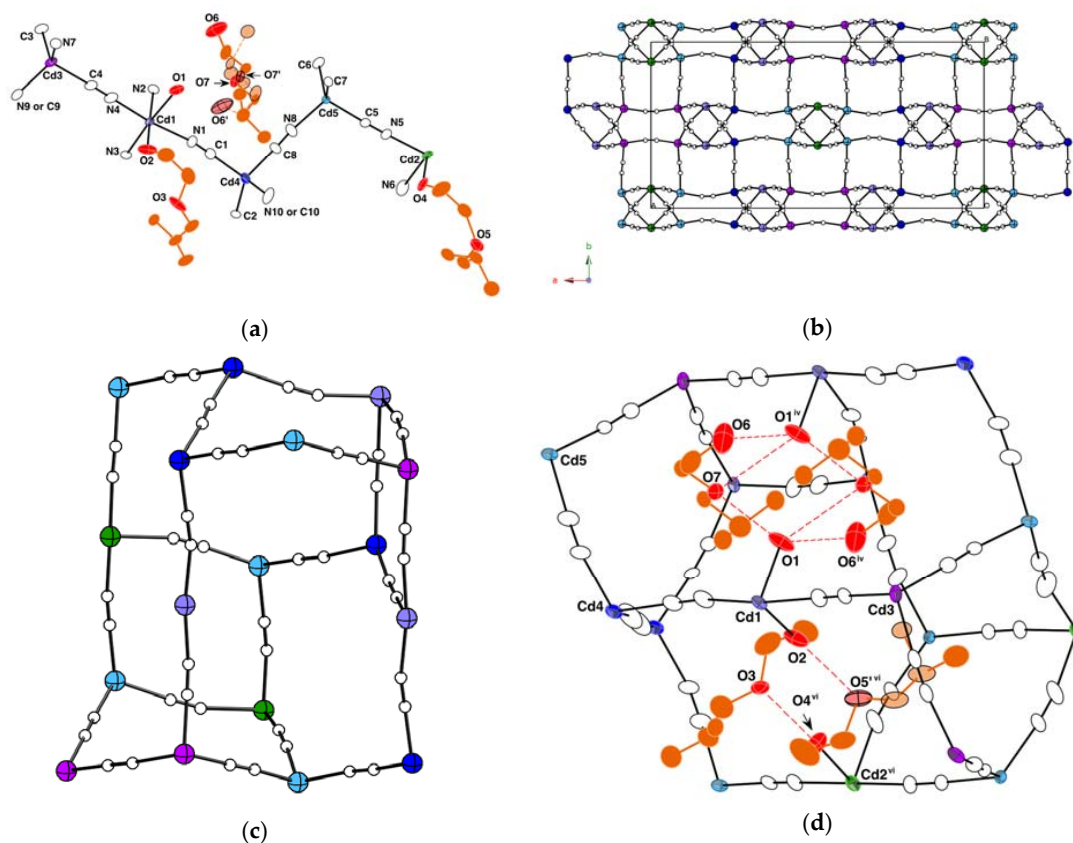 O6
C3
N7
Cd3
C4
N4
N2
O1
O7
O7'
C6
C7
N9 or C9
Cd1
O6'
Cd5
N1
N8
C5
N5
N3
O2
C1
C8
Cd2
Cd4
N6
O4
O3
C2
N10 or C10
O5
(a)
b
a
(b)
(c)
O6
O1iv
Cd5
O7
O1
O6iv
Cd4
Cd1
Cd3
O2
O3
O5'vi
O4vi
Cd2vi
(d)